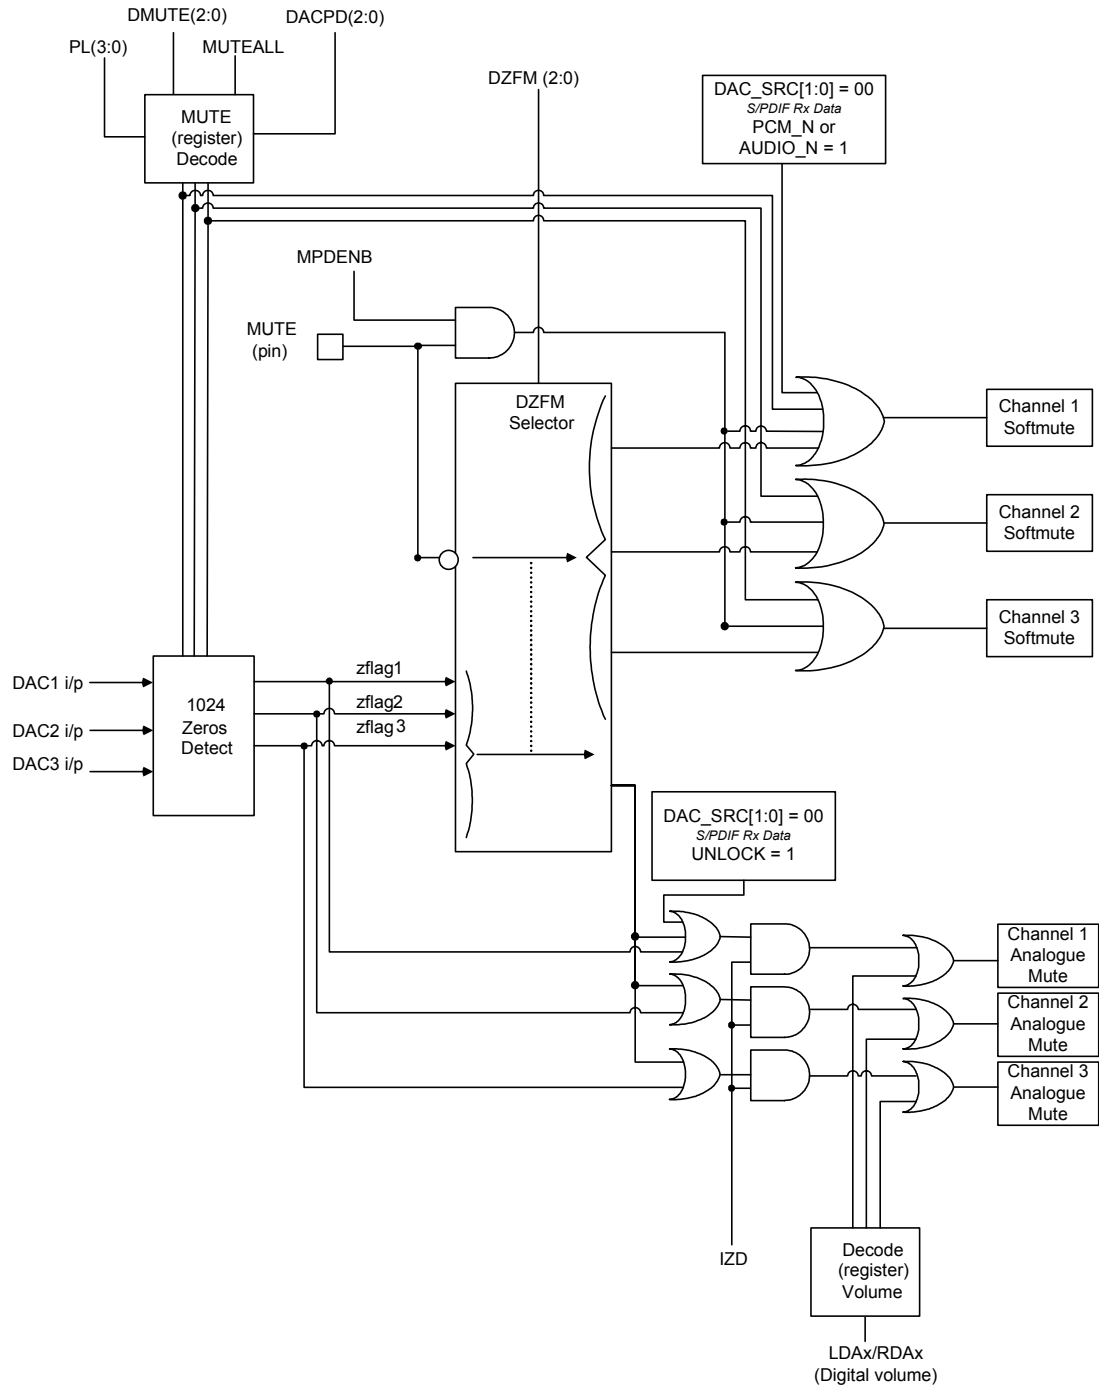 DMUTE(2:0)
DACPD(2:0)
PL(3:0)
MUTEALL
DZFM (2:0)
MUTE
(register)
Decode
DAC_SRC[1:0] = 00
S/PDIF Rx Data
PCM_N or
AUDIO_N = 1
MPDENB
MUTE
(pin)
DZFM
Selector
Channel 1
Softmute
Channel 2
Softmute
Channel 3
Softmute
DAC1 i/p
DAC2 i/p
DAC3 i/p
1024
Zeros
Detect
zflag1
zflag2
zflag3
DAC_SRC[1:0] = 00
S/PDIF Rx Data
UNLOCK = 1
Channel 1
Analogue
Mute
Channel 2
Analogue
Mute
Channel 3
Analogue
Mute
IZD
Decode
(register)
Volume
LDAx/RDAx
(Digital volume)